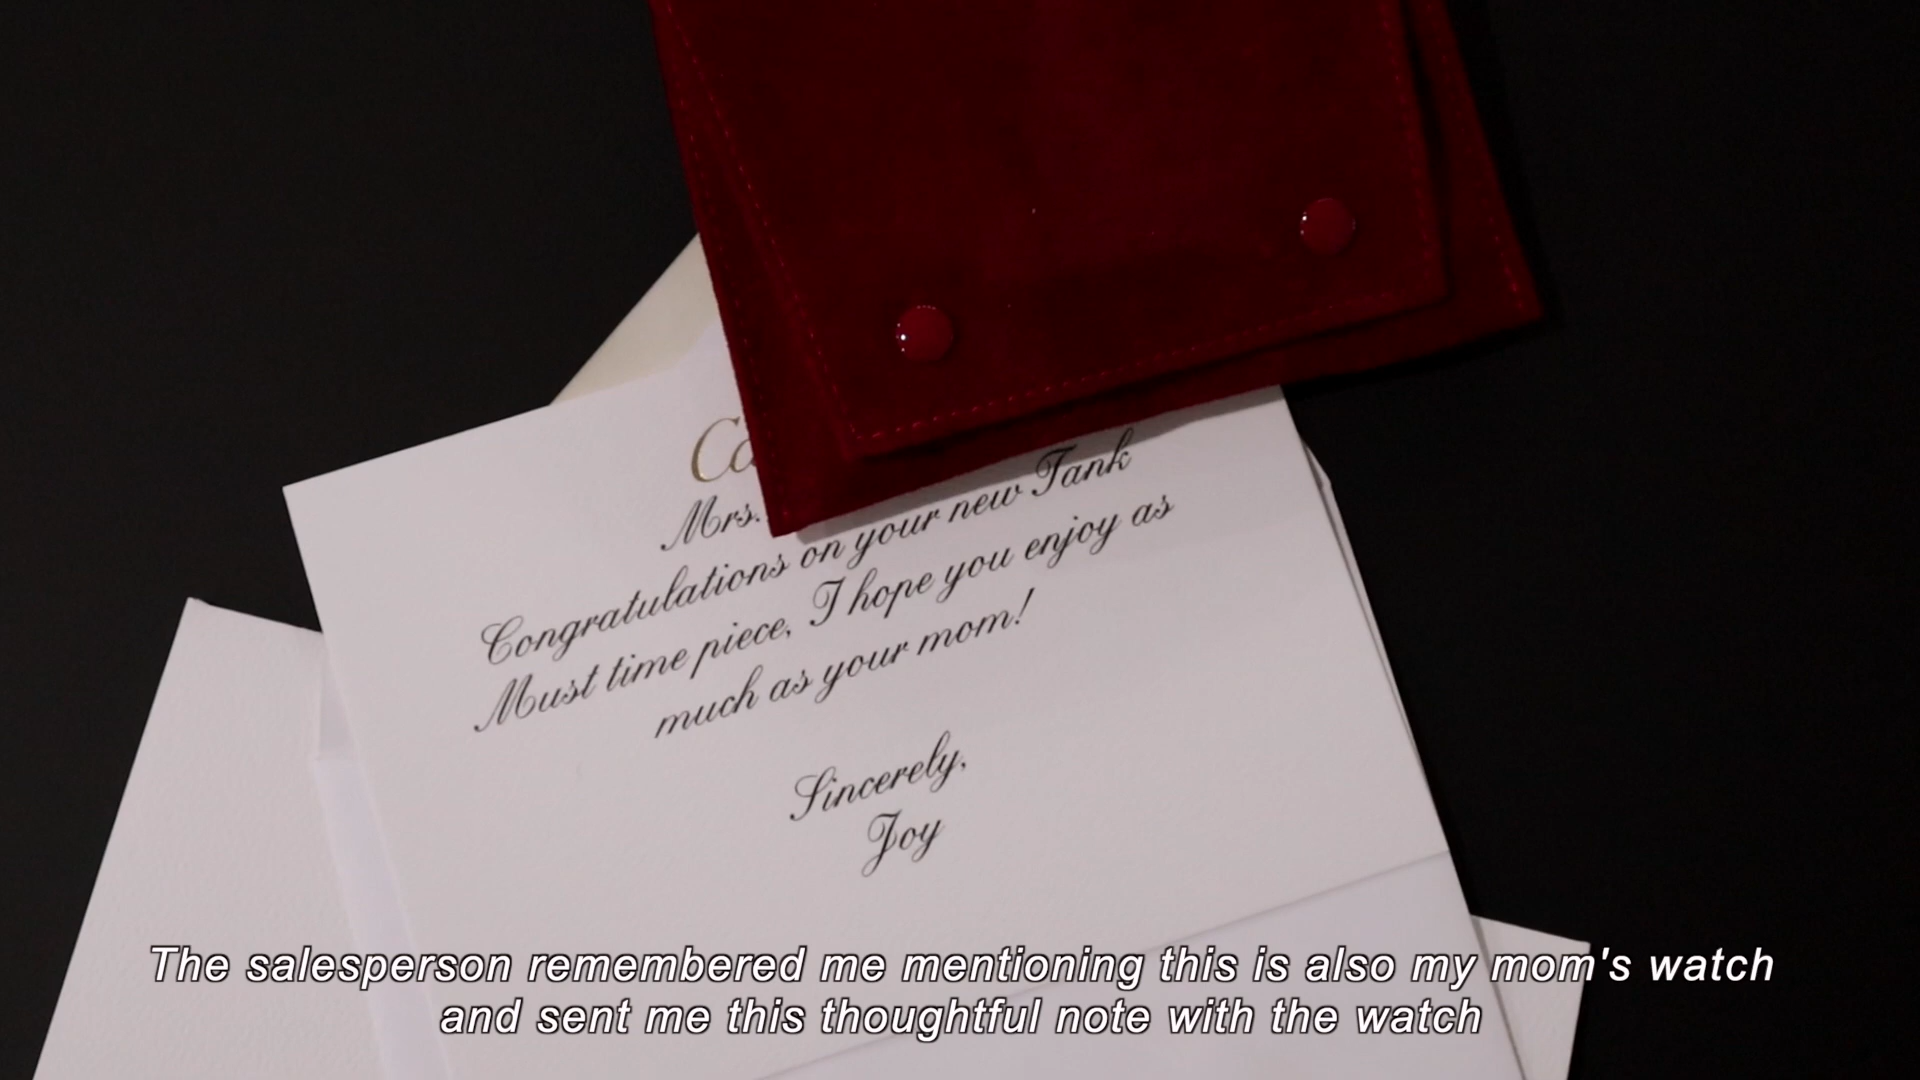 Ca
Mrs.
Congratulations on your new Tank
Must time piece, I hope you enjoy as
much as your mom!
Sincerely,
Joy
The salesperson remembered me mentioning this is also my mom's watch
and sent me this thoughtful note with the watch